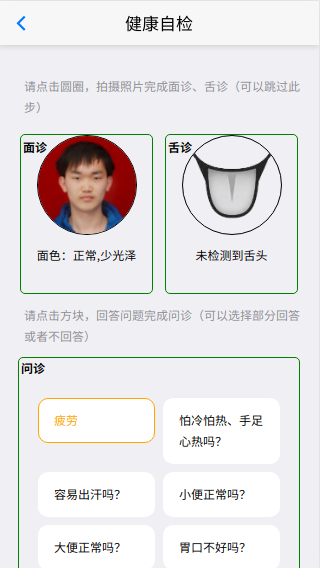 健康自检
请点击圆圈，拍摄照片完成面诊、舌诊（可以跳过此
步）
面诊
舌诊
面色：正常,少光泽
未检测到舌头
请点击方块，回答问题完成问诊（可以选择部分回答
或者不回答）
问诊
疲劳
怕冷怕热、手足
心热吗？
容易出汗吗？
小便正常吗？
大便正常吗？
胃口不好吗？